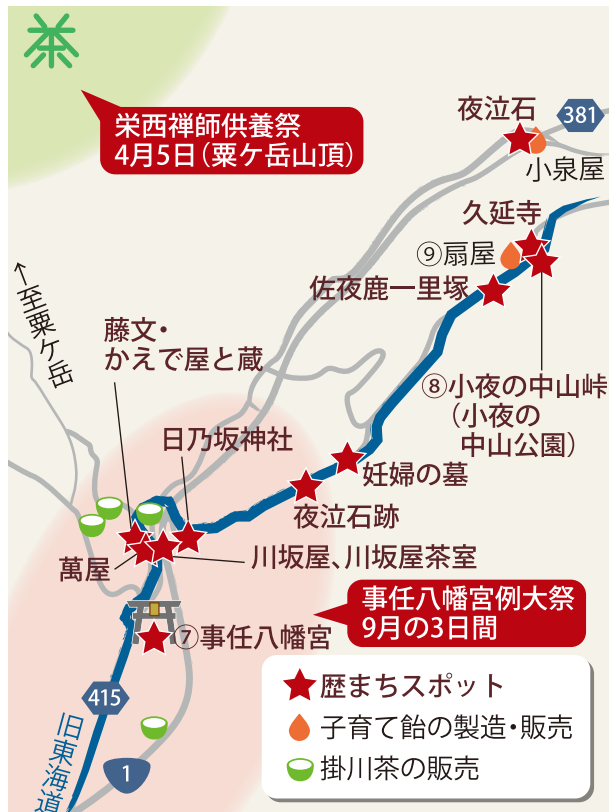 茶
栄西禅師供養祭
4月5日(粟ケ岳山頂)
夜泣石
381
小泉屋
久延寺
⑨扇屋
佐夜鹿一里塚
←至粟ケ岳
藤文・
かえで屋と蔵
⑧小夜の中山峠
(小夜の
中山公園)
日乃坂神社
妊婦の墓
夜泣石跡
川坂屋、川坂屋茶室
萬屋
事任八幡宮例大祭
9月の3日間
⑦事任八幡宮
415
旧東海道
1
歴まちスポット
子育て飴の製造・販売
掛川茶の販売